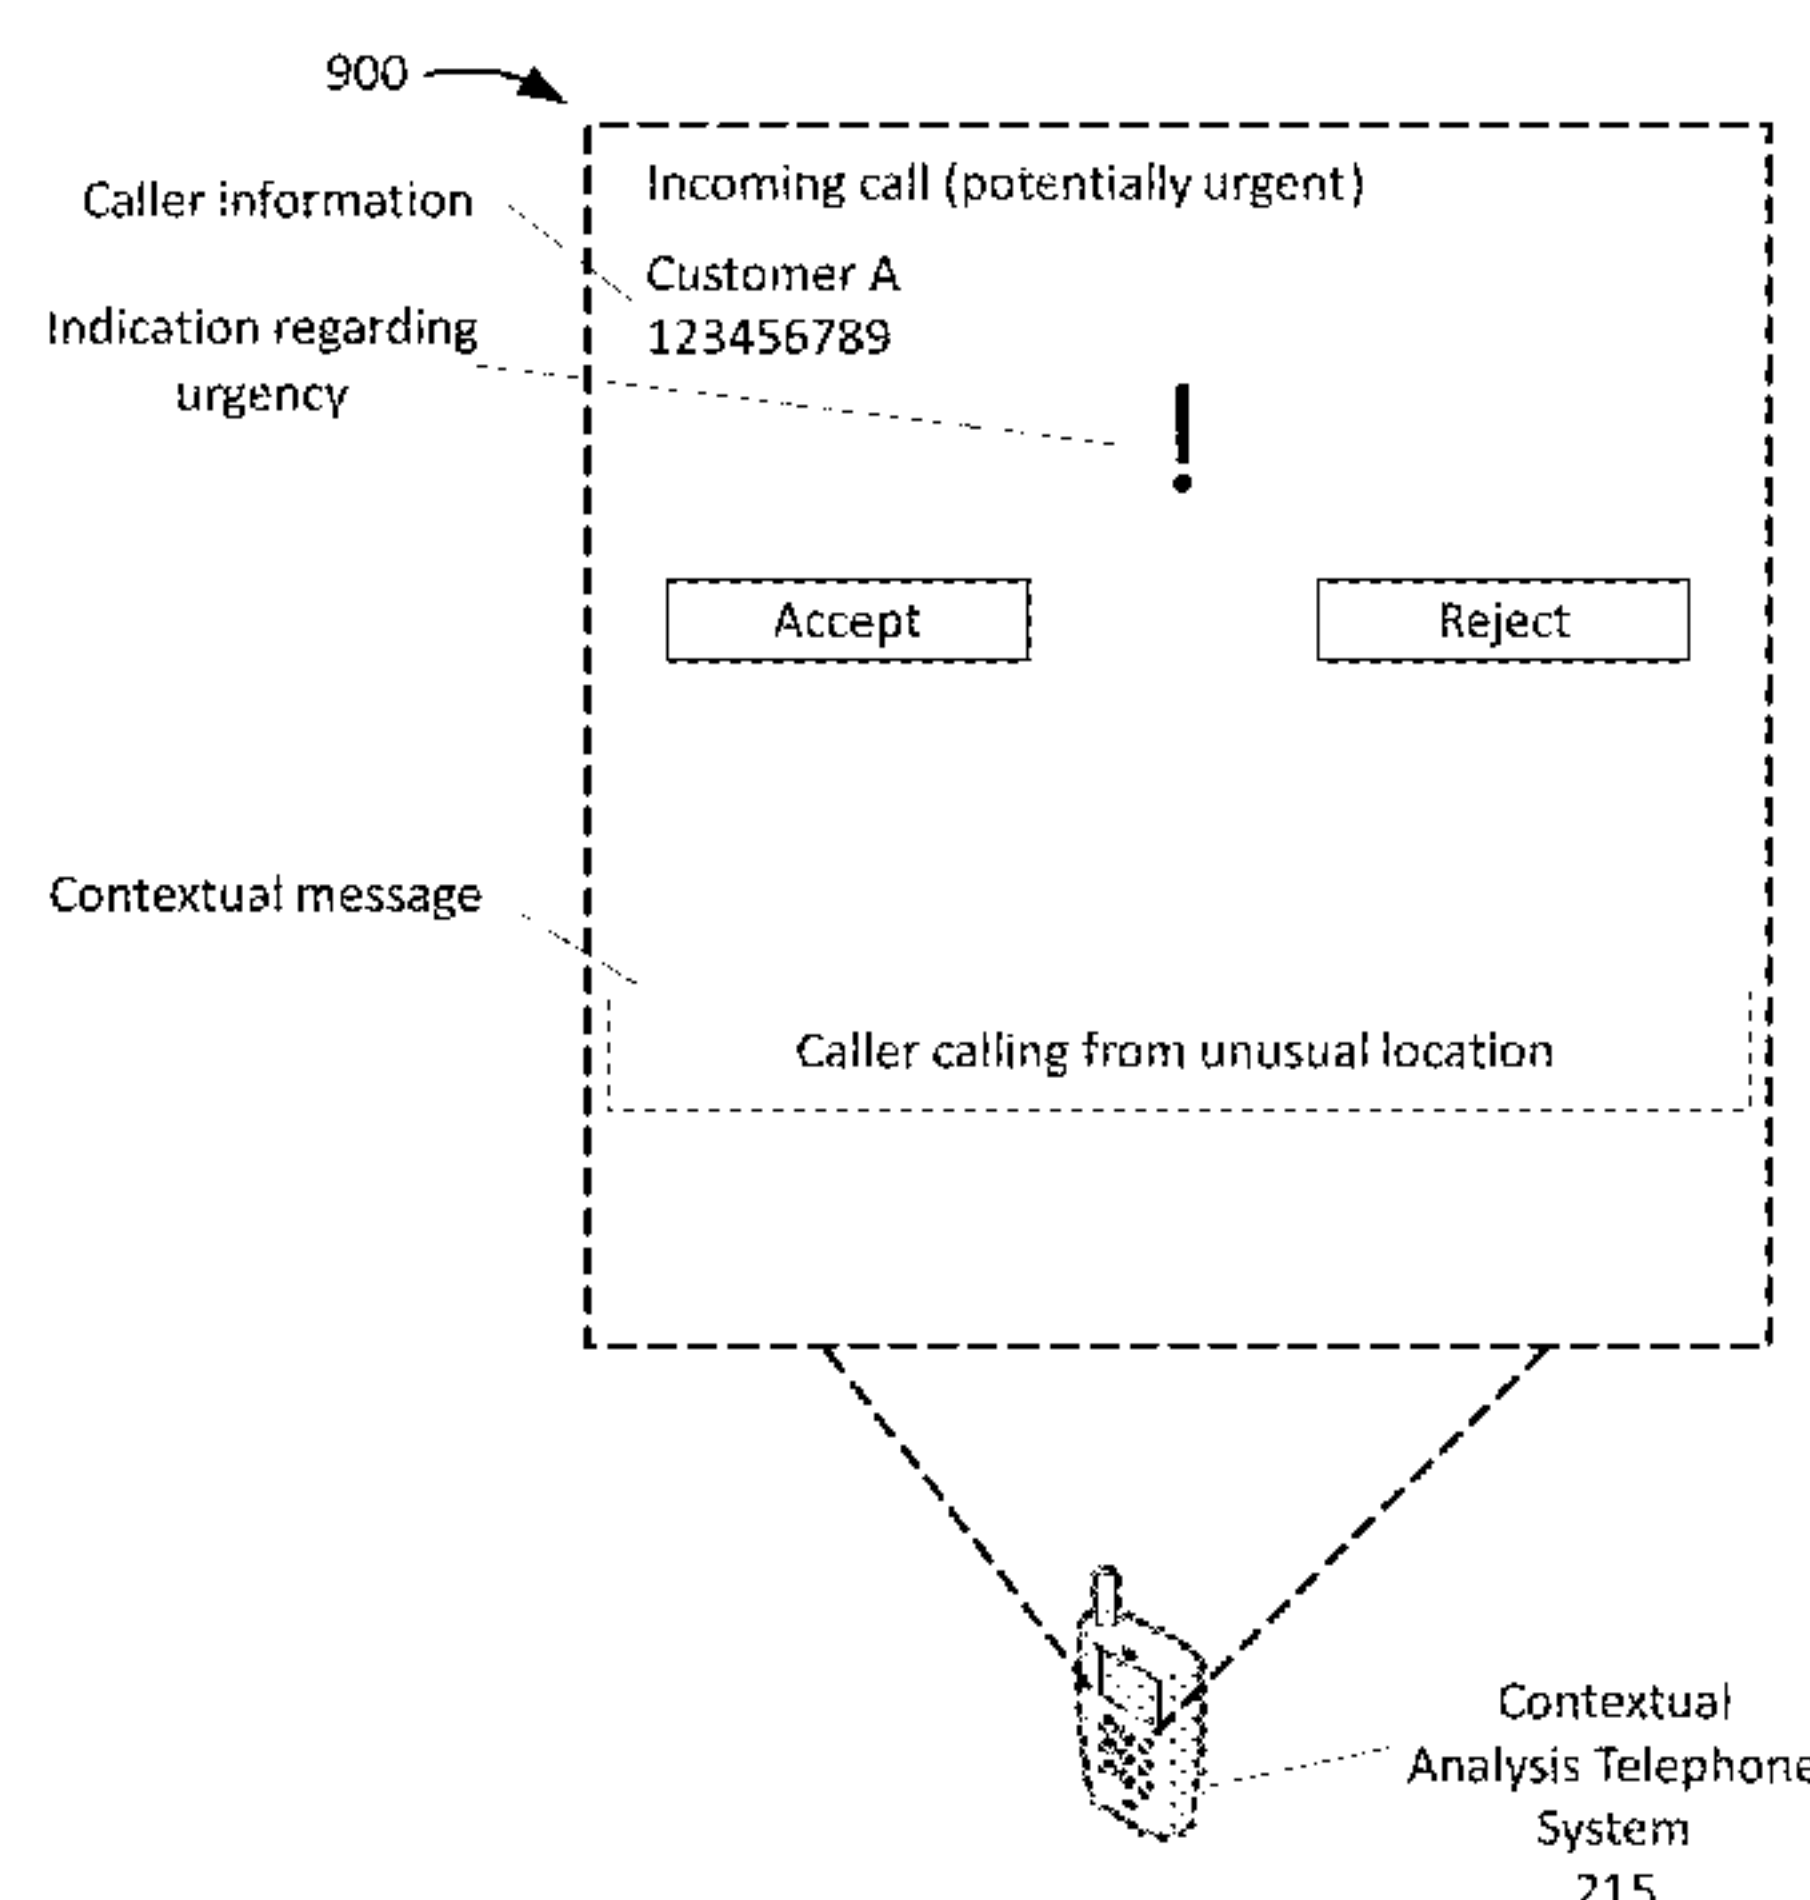 900
Caller information
Indication regarding
urgency
Incoming call (potentially urgent)
Customer A
123456789
!
Accept
Reject
Contextual message
Caller calling from unusual location
Contextual
Analysis Telephone
System
215